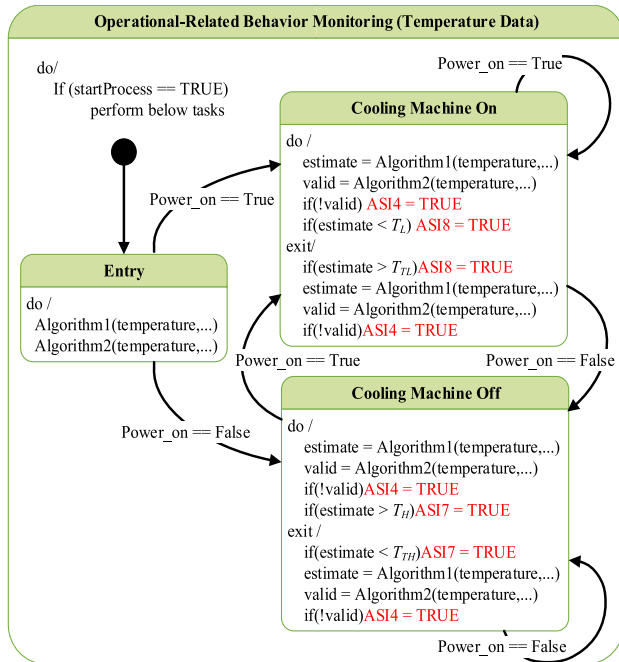 Operational-Related Behavior Monitoring (Temperature Data)
do/
If (startProcess == TRUE)
perform below tasks
Power_on == True
Cooling Machine On
do /
estimate = Algorithm1(temperature,...)
valid = Algorithm2(temperature,...)
if(!valid) ASI4 = TRUE
if(estimate < TL) ASI8 = TRUE
exit/
if(estimate > TTL)ASI8 = TRUE
estimate = Algorithm1(temperature,...)
valid = Algorithm2(temperature,...)
if(!valid)ASI4 = TRUE
Power_on == True
Entry
do /
Algorithm1(temperature,...)
Algorithm2(temperature,...)
Power_on == True
Power_on == False
Power_on == False
Cooling Machine Off
do /
estimate = Algorithm1(temperature,...)
valid = Algorithm2(temperature,...)
if(!valid)ASI4 = TRUE
if(estimate > TH)ASI7 = TRUE
exit /
if(estimate < TTH)ASI7 = TRUE
estimate = Algorithm1(temperature,...)
valid = Algorithm2(temperature,...)
if(!valid)ASI4 = TRUE
Power_on == False